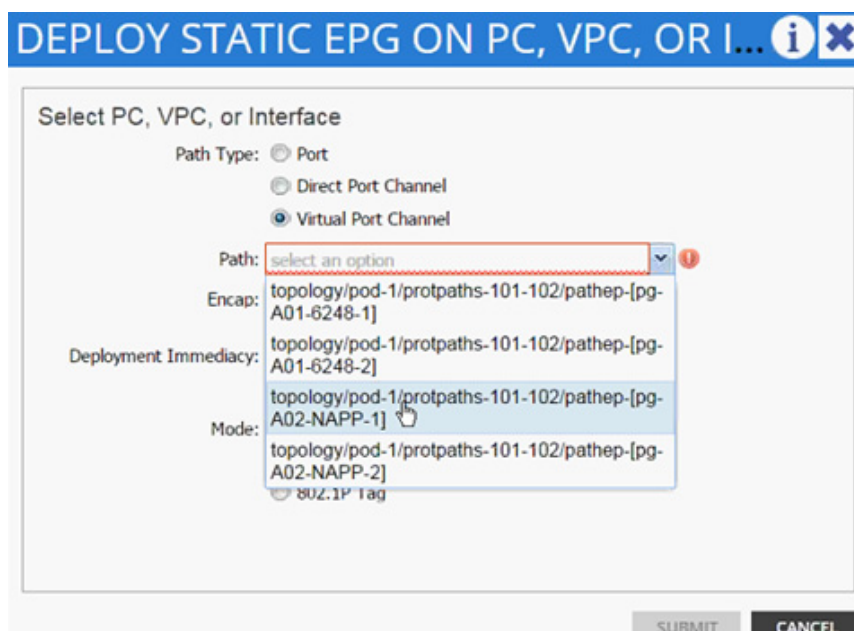 DEPLOY STATIC EPG ON PC, VPC, OR I...
Select PC, VPC, or Interface
Path Type: Port
Direct Port Channel
Virtual Port Channel
Path: select an option
Encap:
topology/pod-1/protpaths-101-102/pathep-[pg-
A01-6248-1]
Deployment Immediacy:
topology/pod-1/protpaths-101-102/pathep-[pg-
A01-6248-2]
topology/pod-1/protpaths-101-102/pathep-[pg-
A02-NAPP-1]
Mode:
topology/pod-1/protpaths-101-102/pathep-[pg-
A02-NAPP-2]
802.1P Tag
SUBMIT CANCEL